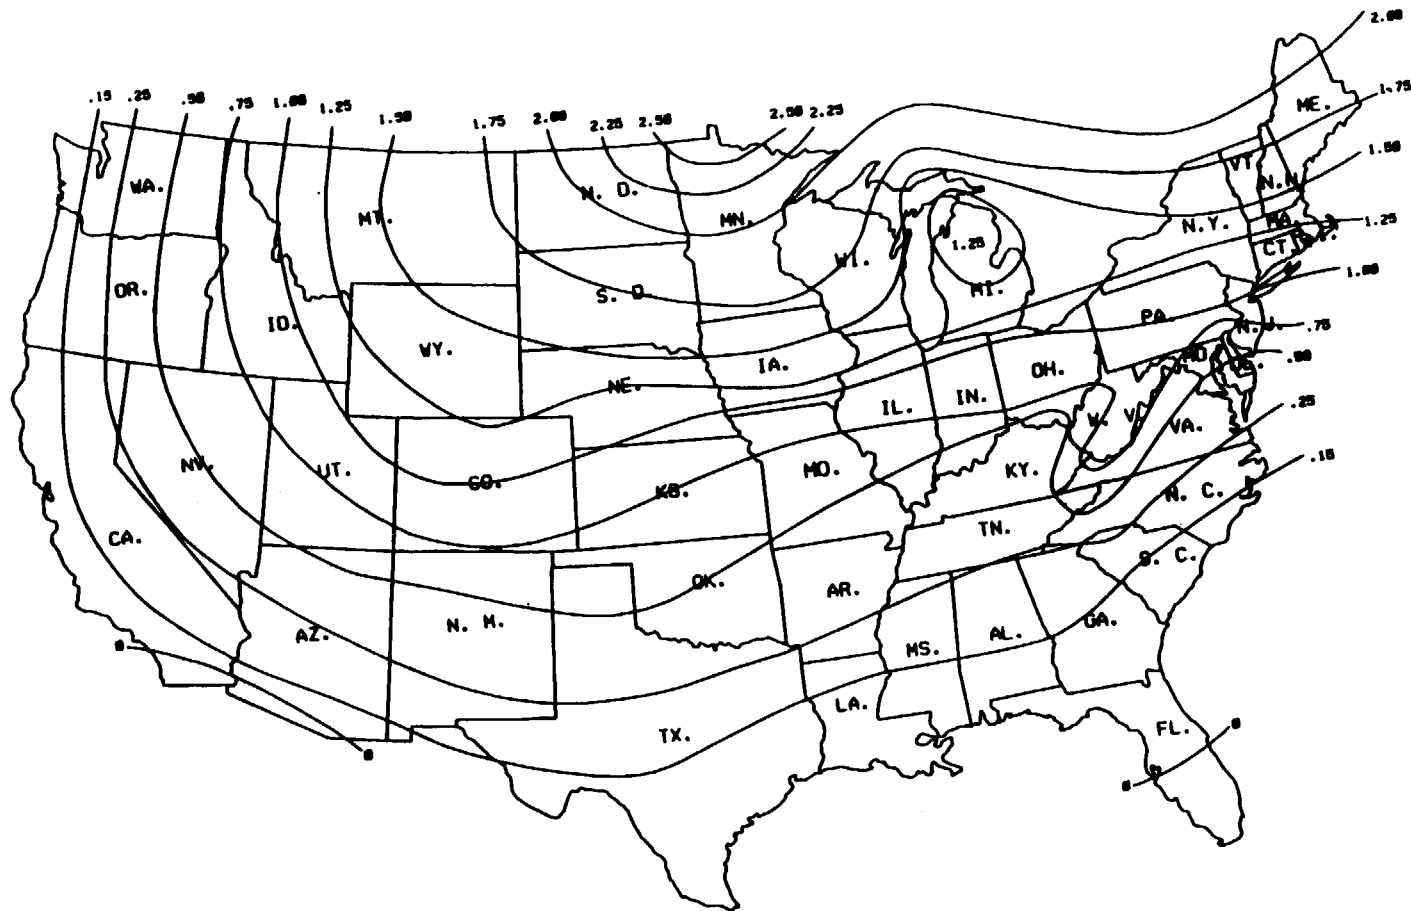 2.00
.15 .25 .50 .75 1.00 1.25 1.50 1.75 2.00 2.25 2.50 2.50 2.25
1.75
ME.
1.50
VT.
WA. N. D. N.H.
MT. MN. N.Y. MA. 1.25
CT.
1.25
WI. 1.00
OR. S. D. MI.
ID. PA.
N.J. .75
WY. MD. .50
DE.
IA. OH.
NE. IN.
IL. W. V. .25
VA.
NV. UT. CO. KS. MO. KY. .15
N. C.
CA. TN.
S. C.
OK. AR.
AZ. N. M. GA.
0 MS. AL.
LA.
TX. FL. 0
0
0